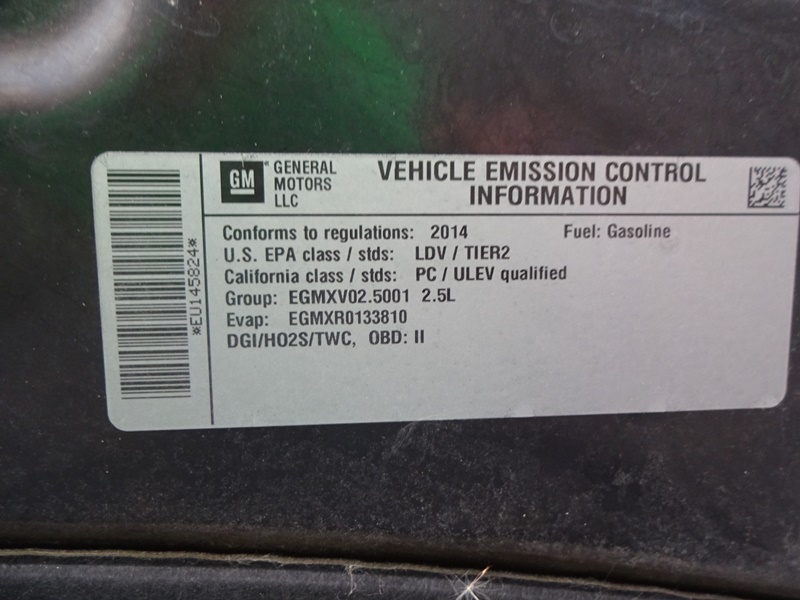 GM
GENERAL
MOTORS
LLC
VEHICLE EMISSION CONTROL
INFORMATION
Conforms to regulations: 2014 Fuel: Gasoline
U.S. EPA class / stds: LDV / TIER2
California class / stds: PC / ULEV qualified
Group: EGMXV02.5001 2.5L
Evap: EGMXR0133810
DGI/HO2S/TWC, OBD: II
*EU145824*